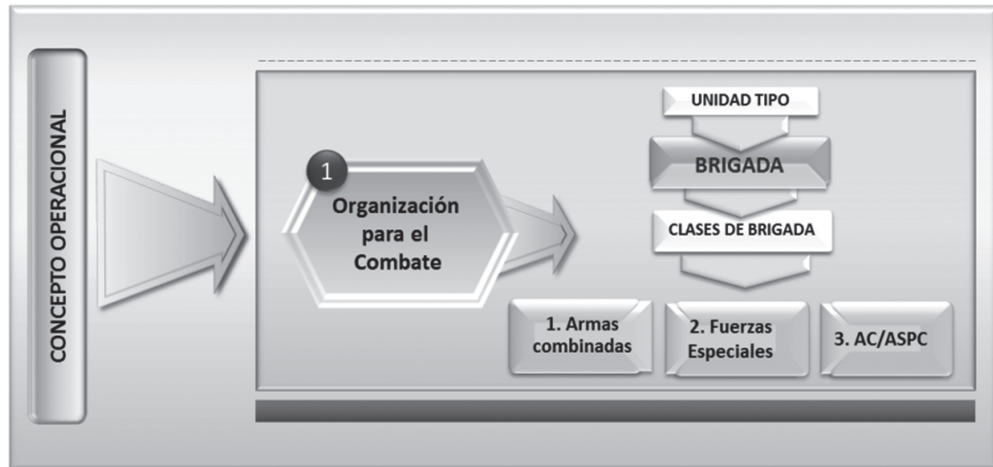 CONCEPTO OPERACIONAL
1
Organización
para el
Combate
UNIDAD TIPO
BRIGADA
CLASES DE BRIGADA
1. Armas
combinadas
2. Fuerzas
Especiales
3. AC/ASPC